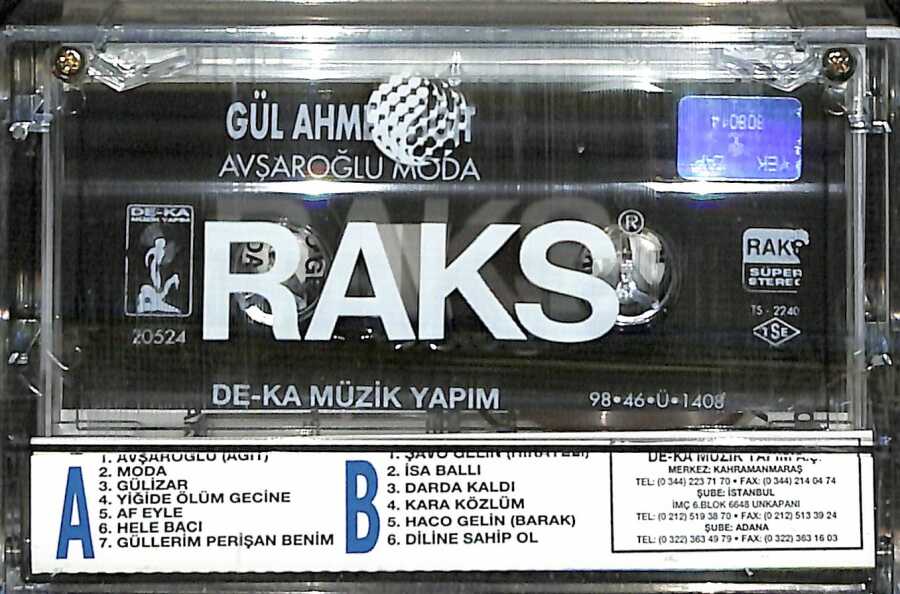 GÜL AHM
AVŞAROĞLU MODA
808014
DE-KA
MÜZİK YAPIM
20524
RAKS®
RAKS
SÜPER
STEREO
TS - 2240
TSE
DE-KA MÜZİK YAPIM
98•46•Ü•1408
A
1. AVŞAROĞLU (AĞIT)
2. MODA
3. GÜLİZAR
4. YİĞİDE ÖLÜM GECİNE
5. AF EYLE
6. HELE BACI
7. GÜLLERİM PERİŞAN BENİM
B
1. ŞAVO GELİN
2. İSA BALLI
3. DARDA KALDI
4. KARA KÖZLÜM
5. HACO GELİN (BARAK)
6. DİLİNE SAHİP OL
DE-KA MÜZİK YAPIM A.Ş.
MERKEZ: KAHRAMANMARAŞ
TEL: (0 344) 223 71 70 • FAX: (0 344) 214 04 74
ŞUBE: İSTANBUL
İMÇ 6.BLOK 6648 UNKAPANI
TEL: (0 212) 519 38 70 • FAX: (0 212) 513 39 24
ŞUBE: ADANA
TEL: (0 322) 363 49 79 • FAX: (0 322) 363 16 03